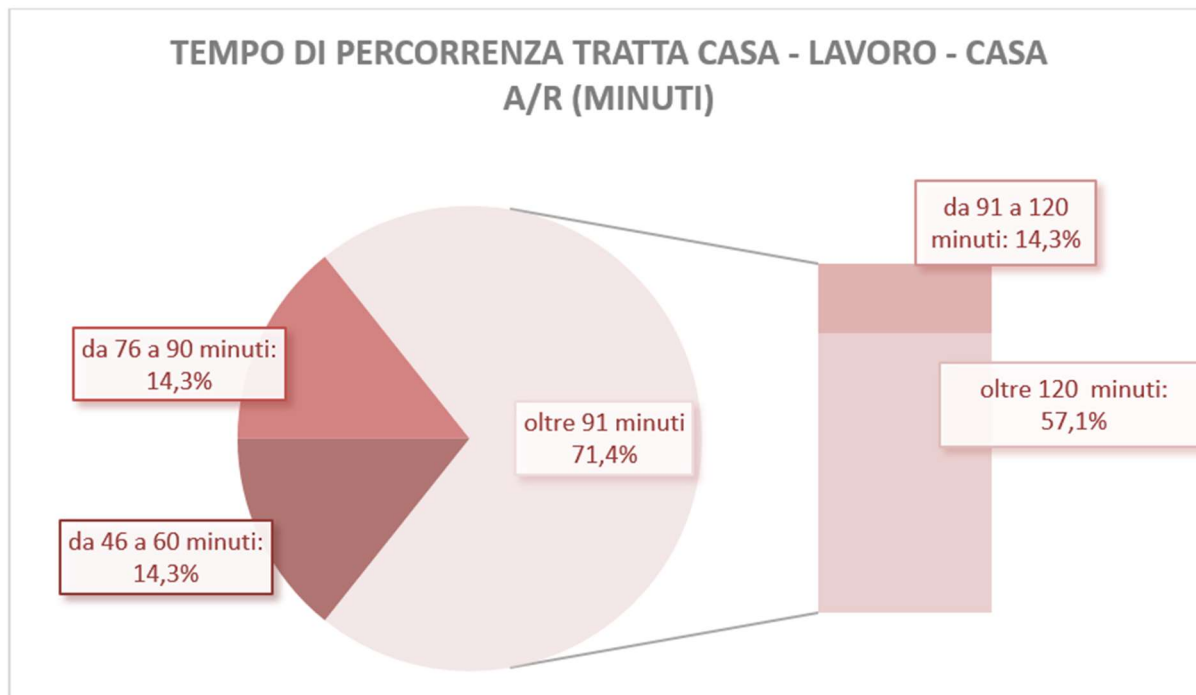 TEMPO DI PERCORRENZA TRATTA CASA - LAVORO - CASA
A/R (MINUTI)
da 91 a 120
minuti: 14,3%
da 76 a 90 minuti:
14,3%
oltre 91 minuti
71,4%
oltre 120  minuti:
57,1%
da 46 a 60 minuti:
14,3%